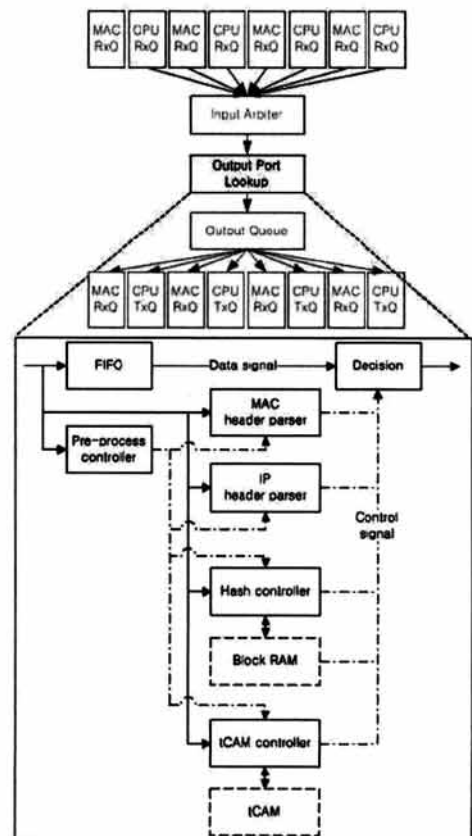 MAC CPU MAC CPU MAC CPU MAC CPU
RxQ RxQ RxQ RxQ RxQ RxQ RxQ RxQ
Input Arbiter
Output Port
Lookup
Output Queue
MAC CPU MAC CPU MAC CPU MAC CPU
RxQ TxQ RxQ TxQ RxQ TxQ RxQ TxQ
FIFO
Data signal
Decision
MAC
header parser
Pre-process
controller
IP
header parser
Control
signal
Hash controller
Block RAM
tCAM controller
tCAM